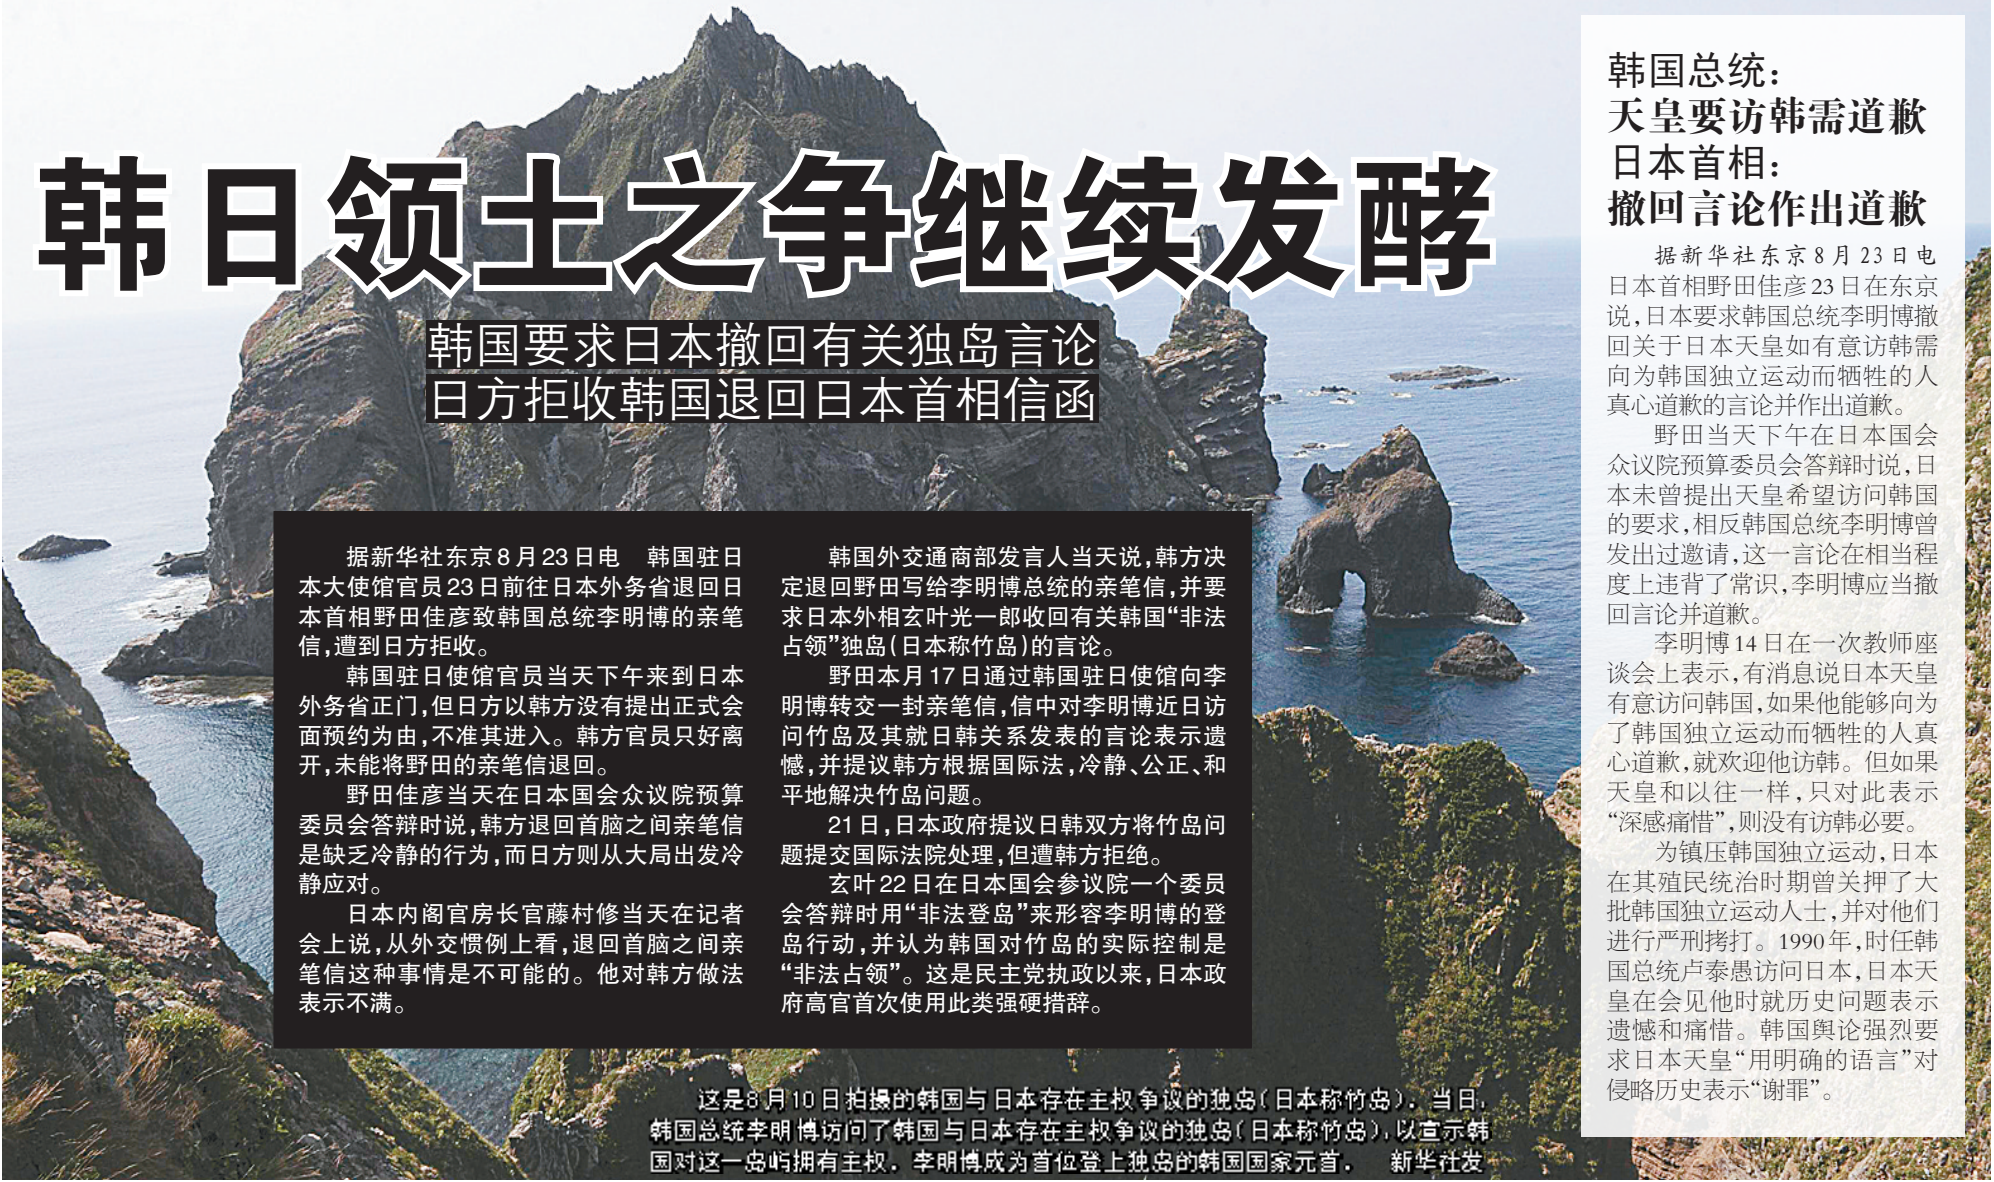 韩日领土之争继续发酵
韩国要求日本撤回有关独岛言论
日方拒收韩国退回日本首相信函
据新华社东京8月23日电 韩国驻日
本大使馆官员23日前往日本外务省退回日
本首相野田佳彦致韩国总统李明博的亲笔
信,遭到日方拒收。
韩国驻日使馆官员当天下午来到日本
外务省正门,但日方以韩方没有提出正式会
面预约为由,不准其进入。韩方官员只好离
开,未能将野田的亲笔信退回。
野田佳彦当天在日本国会众议院预算
委员会答辩时说,韩方退回首脑之间亲笔信
是缺乏冷静的行为,而日方则从大局出发冷
静应对。
日本内阁官房长官藤村修当天在记者
会上说,从外交惯例上看,退回首脑之间亲
笔信这种事情是不可能的。他对韩方做法
表示不满。
韩国外交通商部发言人当天说,韩方决
定退回野田写给李明博总统的亲笔信,并要
求日本外相玄叶光一郎收回有关韩国“非法
占领”独岛(日本称竹岛)的言论。
野田本月17日通过韩国驻日使馆向李
明博转交一封亲笔信,信中对李明博近日访
问竹岛及其就日韩关系发表的言论表示遗
憾,并提议韩方根据国际法,冷静、公正、和
平地解决竹岛问题。
21日,日本政府提议日韩双方将竹岛问
题提交国际法院处理,但遭韩方拒绝。
玄叶22日在日本国会参议院一个委员
会答辩时用“非法登岛”来形容李明博的登
岛行动,并认为韩国对竹岛的实际控制是
“非法占领”。这是民主党执政以来,日本政
府高官首次使用此类强硬措辞。
这是8月10日拍摄的韩国与日本存在主权争议的独岛(日本称竹岛)。当日,
韩国总统李明博访问了韩国与日本存在主权争议的独岛(日本称竹岛),以宣示韩
国对这一岛屿拥有主权。李明博成为首位登上独岛的韩国国家元首。 新华社发
韩国总统:
天皇要访韩需道歉
日本首相:
撤回言论作出道歉
据新华社东京8月23日电
日本首相野田佳彦23日在东京
说,日本要求韩国总统李明博撤
回关于日本天皇如有意访韩需
向为韩国独立运动而牺牲的人
真心道歉的言论并作出道歉。
野田当天下午在日本国会
众议院预算委员会答辩时说,日
本未曾提出天皇希望访问韩国
的要求,相反韩国总统李明博曾
发出过邀请,这一言论在相当程
度上违背了常识,李明博应当撤
回言论并道歉。
李明博14日在一次教师座
谈会上表示,有消息说日本天皇
有意访问韩国,如果他能够向为
了韩国独立运动而牺牲的人真
心道歉,就欢迎他访韩。但如果
天皇和以往一样,只对此表示
“深感痛惜”,则没有访韩必要。
为镇压韩国独立运动,日本
在其殖民统治时期曾关押了大
批韩国独立运动人士,并对他们
进行严刑拷打。1990年,时任韩
国总统卢泰愚访问日本,日本天
皇在会见他时就历史问题表示
遗憾和痛惜。韩国舆论强烈要
求日本天皇“用明确的语言”对
侵略历史表示“谢罪”。